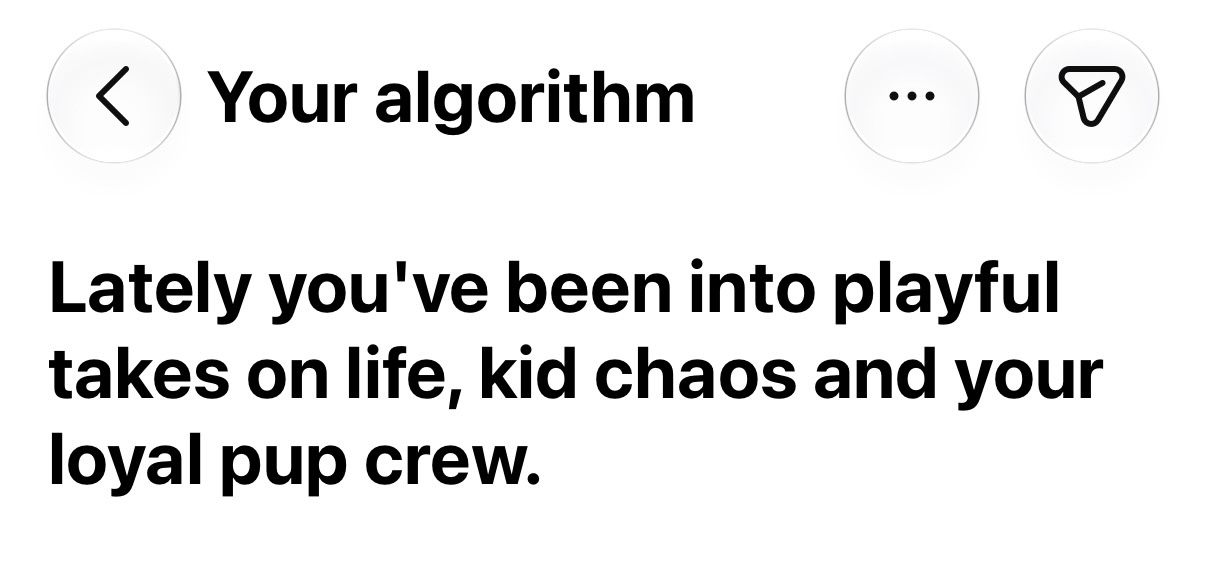 Your algorithm
Lately you've been into playful
takes on life, kid chaos and your
loyal pup crew.